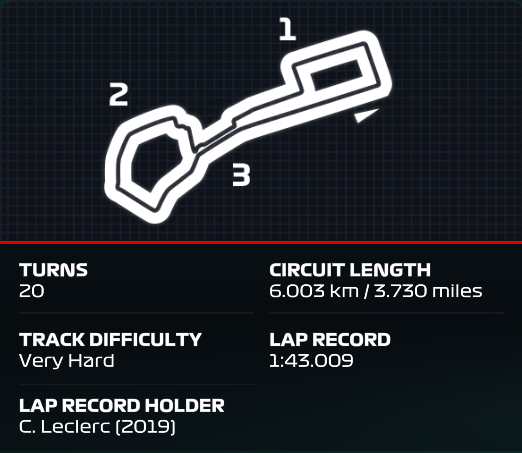 1
2
3
TURNS
20
CIRCUIT LENGTH
6.003 km / 3.730 miles
TRACK DIFFICULTY
Very Hard
LAP RECORD
1:43.009
LAP RECORD HOLDER
C. Leclerc (2019)